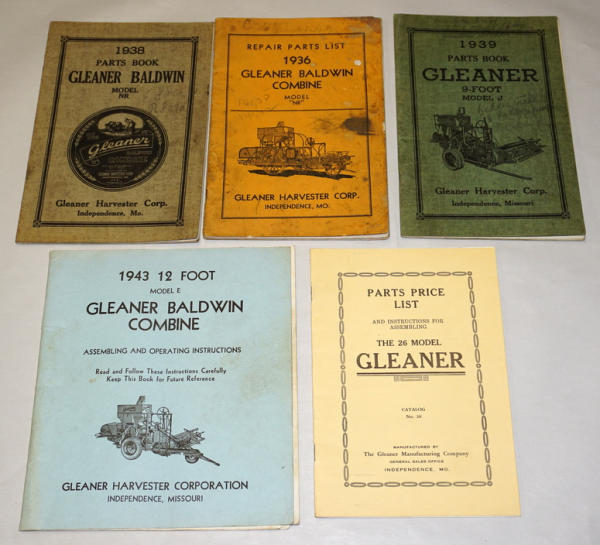 1938
PARTS BOOK
GLEANER BALDWIN
MODEL
NR
Gleaner
Gleaner Harvester Corp.
Independence, Mo.
REPAIR PARTS LIST
1936
GLEANER BALDWIN
COMBINE
MODEL
"NR"
GLEANER HARVESTER CORP.
INDEPENDENCE, MO.
1939
PARTS BOOK
GLEANER
9-FOOT
MODEL J
Gleaner Harvester Corp.
Independence, Missouri
1943 12 FOOT
MODEL E
GLEANER BALDWIN
COMBINE
ASSEMBLING AND OPERATING INSTRUCTIONS
Read and Follow These Instructions Carefully
Keep This Book for Future Reference
GLEANER HARVESTER CORPORATION
INDEPENDENCE, MISSOURI
PARTS PRICE
LIST
AND INSTRUCTIONS FOR
ASSEMBLING
THE 26 MODEL
GLEANER
CATALOG
No.
MANUFACTURED BY
The Gleaner Manufacturing Company
GENERAL SALES OFFICE
INDEPENDENCE, MO.